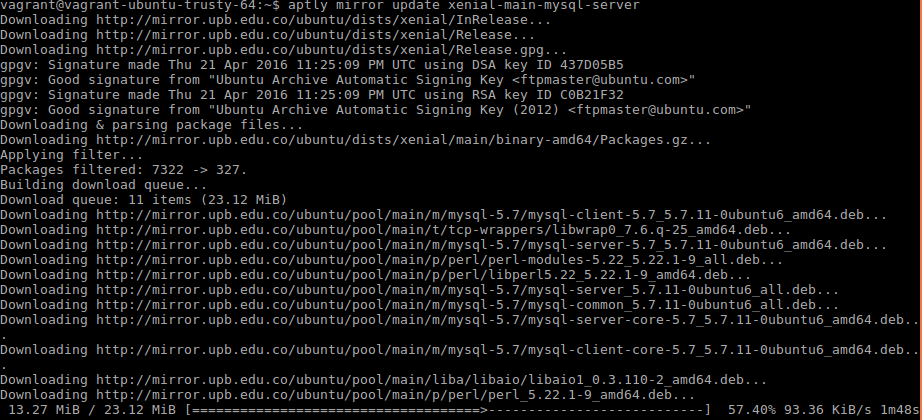 vagrant@vagrant-ubuntu-trusty-64:~$ aptly mirror update xenial-main-mysql-server
Downloading http://mirror.upb.edu.co/ubuntu/dists/xenial/InRelease...
Downloading http://mirror.upb.edu.co/ubuntu/dists/xenial/Release...
Downloading http://mirror.upb.edu.co/ubuntu/dists/xenial/Release.gpg...
gpgv: Signature made Thu 21 Apr 2016 11:25:09 PM UTC using DSA key ID 437D05B5
gpgv: Good signature from "Ubuntu Archive Automatic Signing Key <ftpmaster@ubuntu.com>"
gpgv: Signature made Thu 21 Apr 2016 11:25:09 PM UTC using RSA key ID C0B21F32
gpgv: Good signature from "Ubuntu Archive Automatic Signing Key (2012) <ftpmaster@ubuntu.com>"
Downloading & parsing package files...
Downloading http://mirror.upb.edu.co/ubuntu/dists/xenial/main/binary-amd64/Packages.gz...
Applying filter...
Packages filtered: 7322 -> 327.
Building download queue...
Download queue: 11 items (23.12 MiB)
Downloading http://mirror.upb.edu.co/ubuntu/pool/main/m/mysql-5.7/mysql-client-5.7_5.7.11-0ubuntu6_amd64.deb...
Downloading http://mirror.upb.edu.co/ubuntu/pool/main/t/tcp-wrappers/libwrap0_7.6.q-25_amd64.deb...
Downloading http://mirror.upb.edu.co/ubuntu/pool/main/m/mysql-5.7/mysql-server-5.7_5.7.11-0ubuntu6_amd64.deb...
Downloading http://mirror.upb.edu.co/ubuntu/pool/main/p/perl/perl-modules-5.22_5.22.1-9_all.deb...
Downloading http://mirror.upb.edu.co/ubuntu/pool/main/p/perl/libperl5.22_5.22.1-9_amd64.deb...
Downloading http://mirror.upb.edu.co/ubuntu/pool/main/m/mysql-5.7/mysql-server_5.7.11-0ubuntu6_all.deb...
Downloading http://mirror.upb.edu.co/ubuntu/pool/main/m/mysql-5.7/mysql-common_5.7.11-0ubuntu6_all.deb...
Downloading http://mirror.upb.edu.co/ubuntu/pool/main/m/mysql-5.7/mysql-server-core-5.7_5.7.11-0ubuntu6_amd64.deb..
.
Downloading http://mirror.upb.edu.co/ubuntu/pool/main/m/mysql-5.7/mysql-client-core-5.7_5.7.11-0ubuntu6_amd64.deb..
.
Downloading http://mirror.upb.edu.co/ubuntu/pool/main/liba/libaio/libaio1_0.3.110-2_amd64.deb...
Downloading http://mirror.upb.edu.co/ubuntu/pool/main/p/perl/perl_5.22.1-9_amd64.deb...
13.27 MiB / 23.12 MiB [====================================>---------------------------] 57.40% 93.36 KiB/s 1m48s